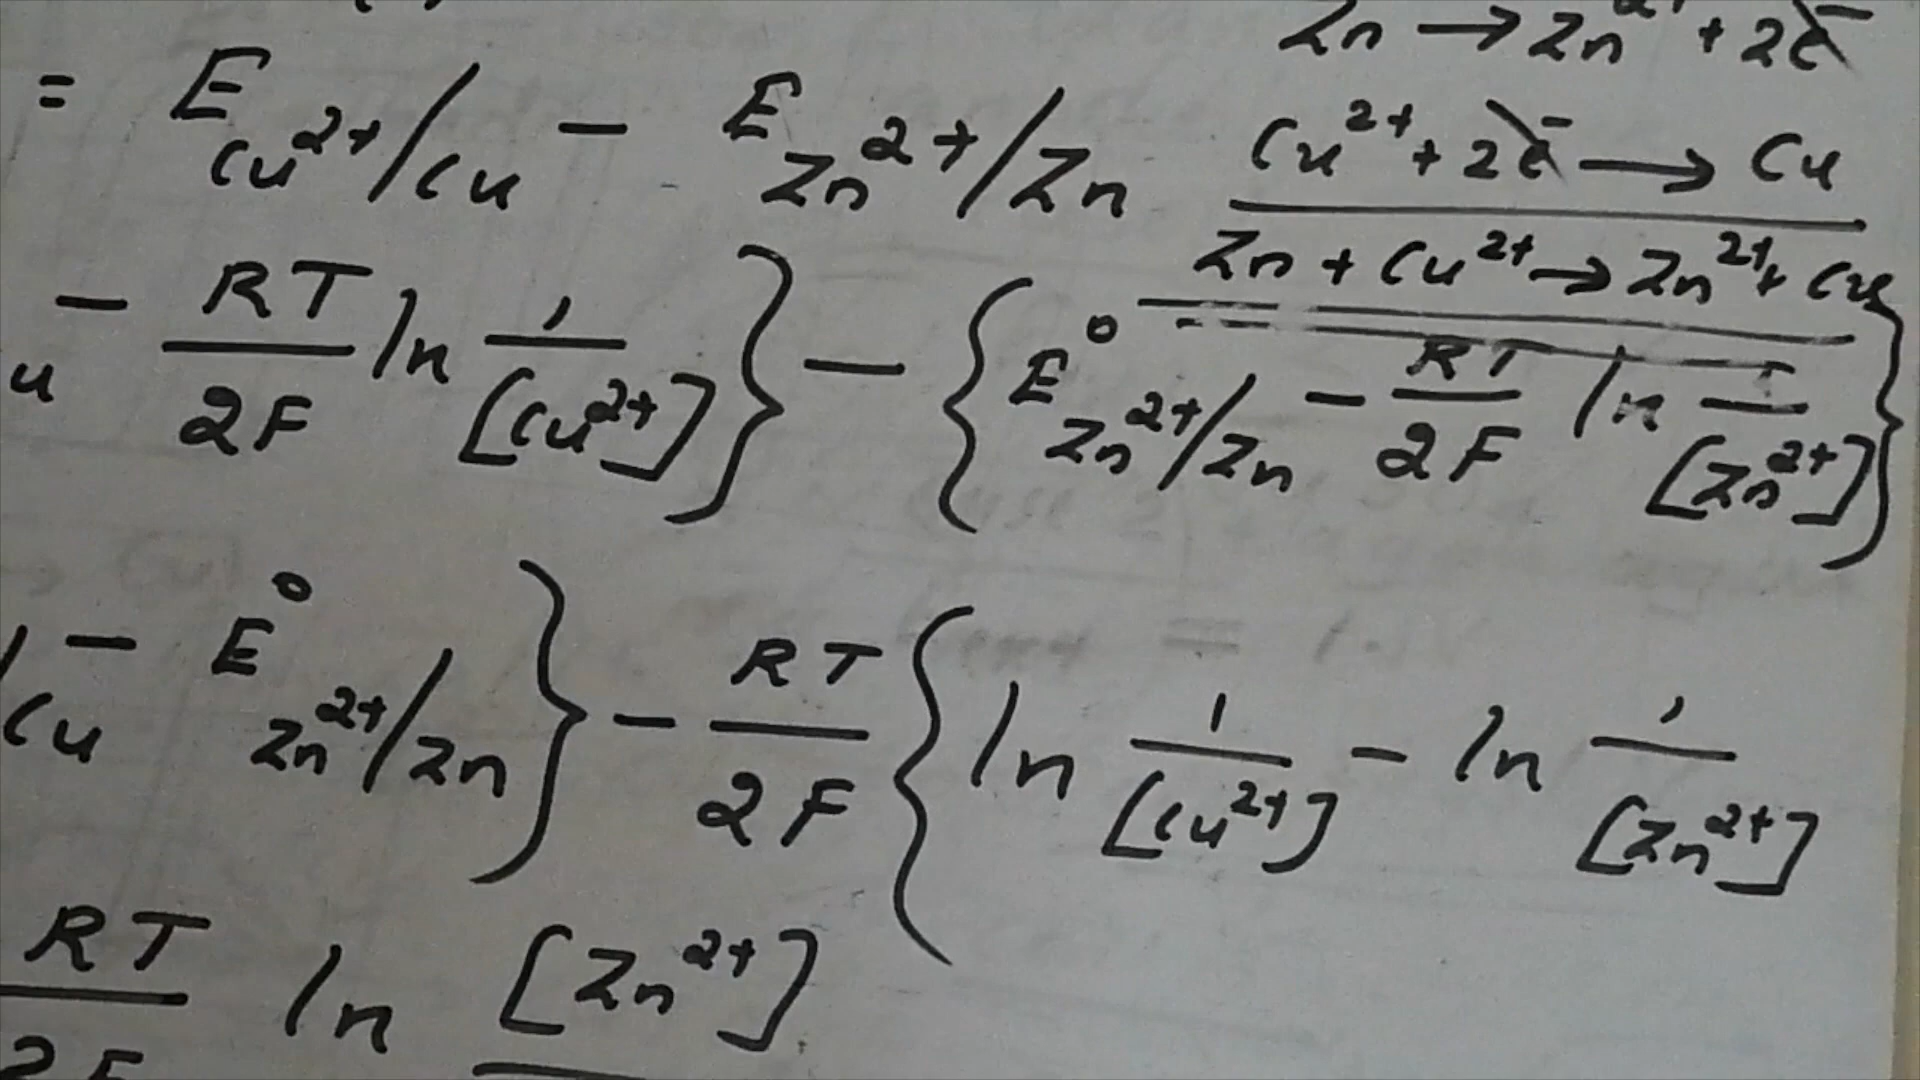 Zn → Zn²⁺ + 2e⁻
= E Cu²⁺/Cu − E Zn²⁺/Zn
Cu²⁺ + 2e⁻ → Cu
Zn + Cu²⁺ → Zn²⁺ + Cu
u − RT/2F ln 1/[Cu²⁺] } − { E° Zn²⁺/Zn − RT/2F ln 1/[Zn²⁺] }
/Cu − E° Zn²⁺/Zn } − RT/2F { ln 1/[Cu²⁺] − ln 1/[Zn²⁺]
RT/2F ln [Zn²⁺]